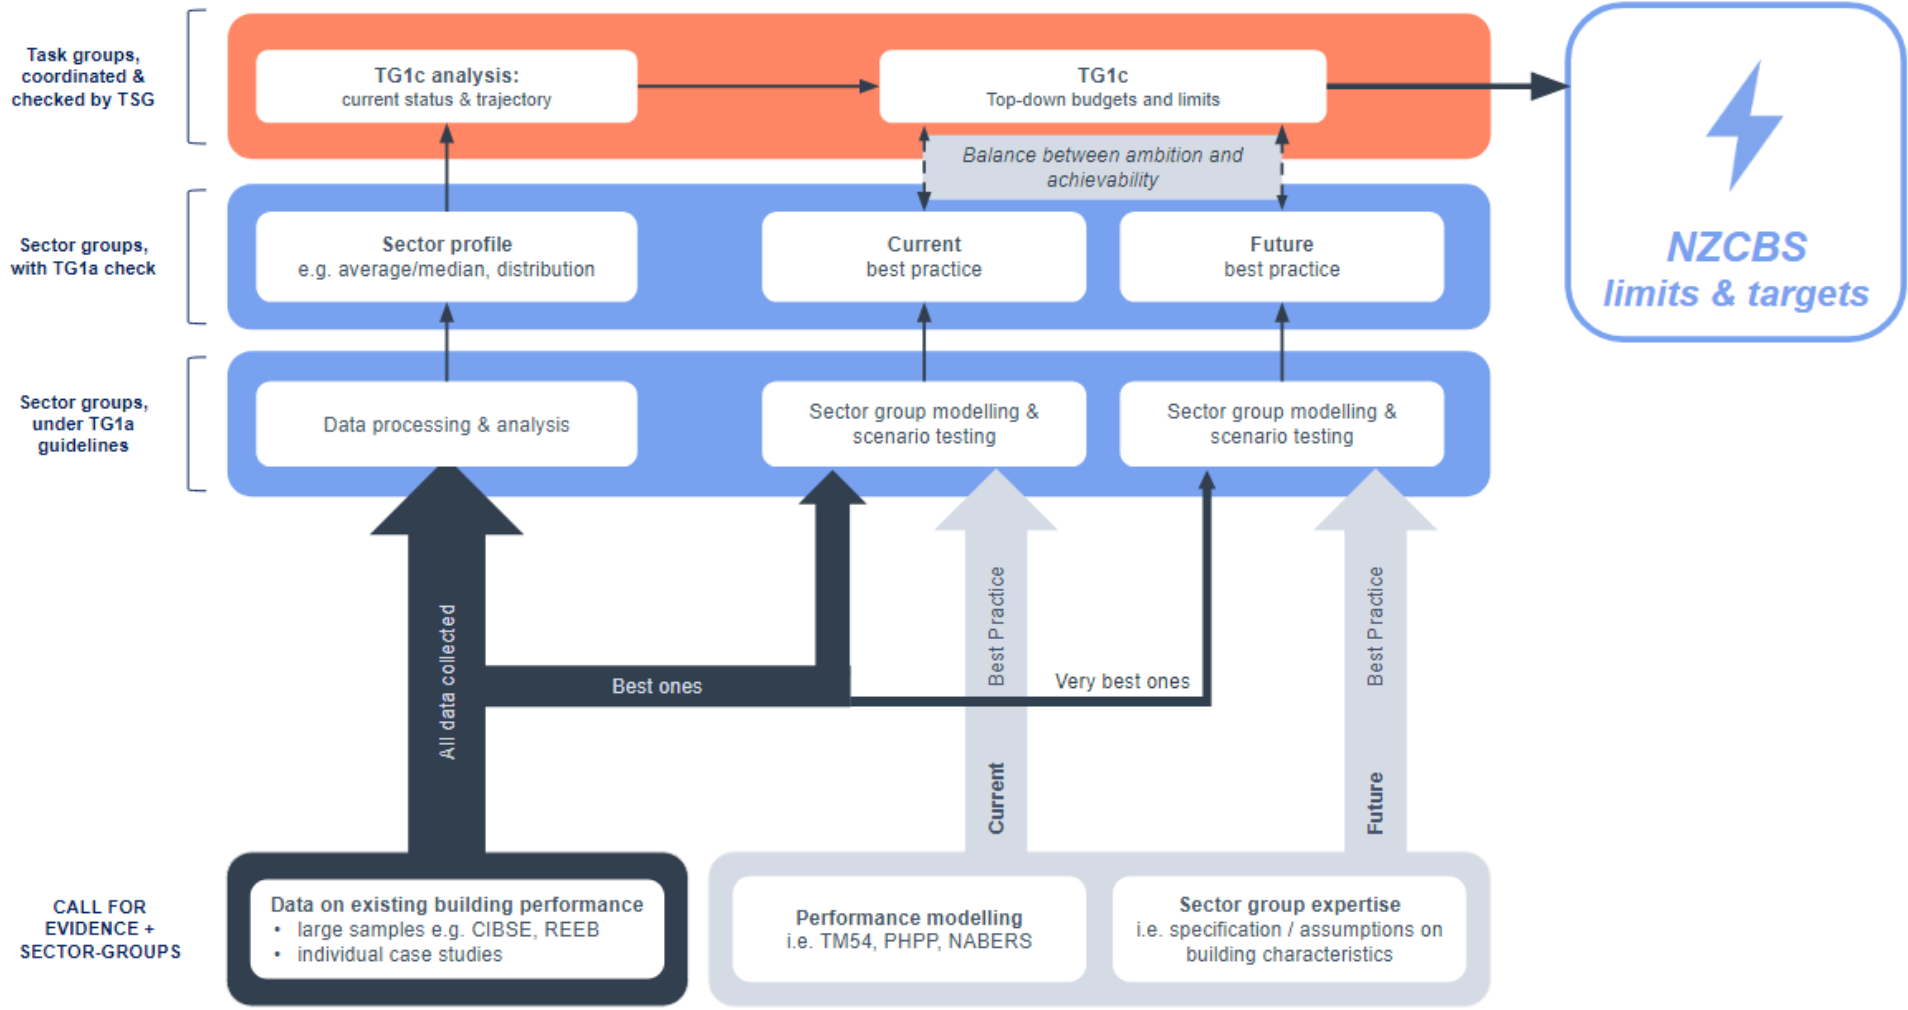 Task groups,
coordinated &
checked by TSG
TG1c analysis:
current status & trajectory
TG1c
Top-down budgets and limits
Balance between ambition and
achievability
NZCBS
limits & targets
Sector groups,
with TG1a check
Sector profile
e.g. average/median, distribution
Current
best practice
Future
best practice
Sector groups,
under TG1a
guidelines
Data processing & analysis
Sector group modelling &
scenario testing
Sector group modelling &
scenario testing
All data collected
Best ones
Very best ones
Current Best Practice
Future Best Practice
CALL FOR
EVIDENCE +
SECTOR-GROUPS
Data on existing building performance
• large samples e.g. CIBSE, REEB
• individual case studies
Performance modelling
i.e. TM54, PHPP, NABERS
Sector group expertise
i.e. specification / assumptions on
building characteristics